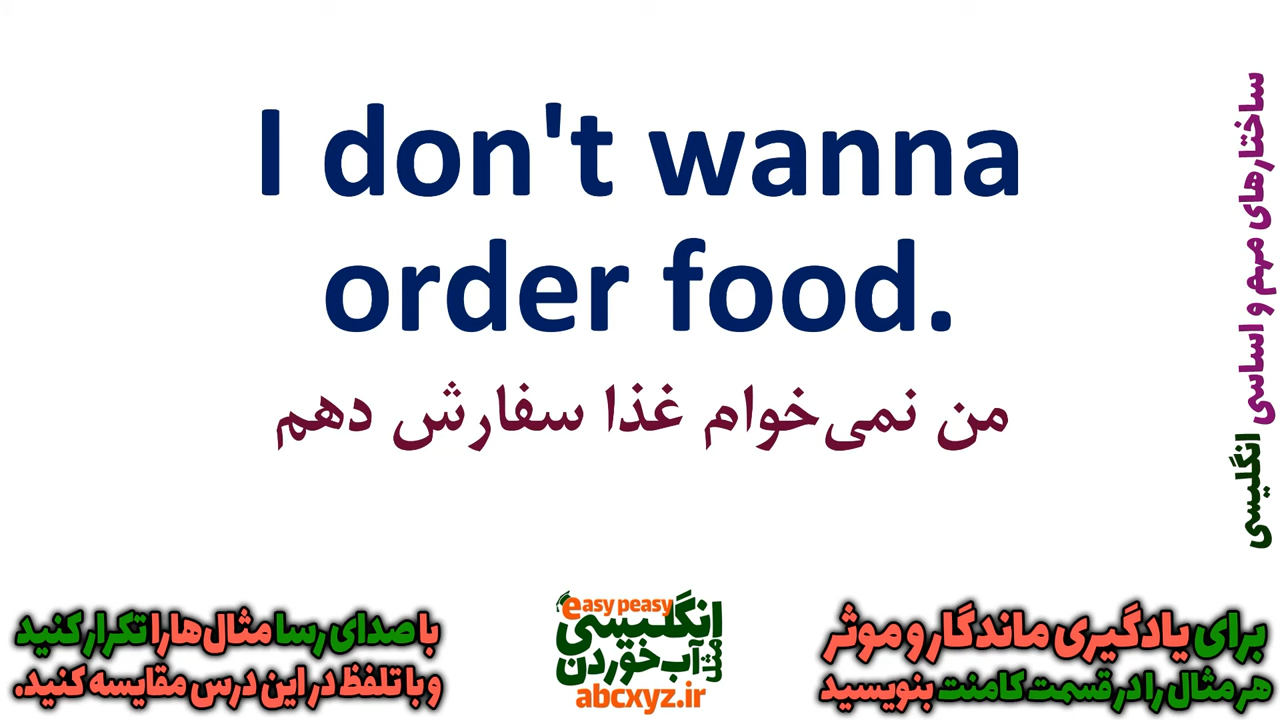 I don't wanna
order food.
من نمی‌خوام غذا سفارش دهم
ساختارهای مهم و اساسی انگلیسی
برای یادگیری ماندگار و موثر
هر مثال را در قسمت کامنت بنویسید
easy peasy
انگلیسی
مثل آب خوردن
abcxyz.ir
با صدای رسا مثال‌ها را تکرار کنید
و با تلفظ در این درس مقایسه کنید.